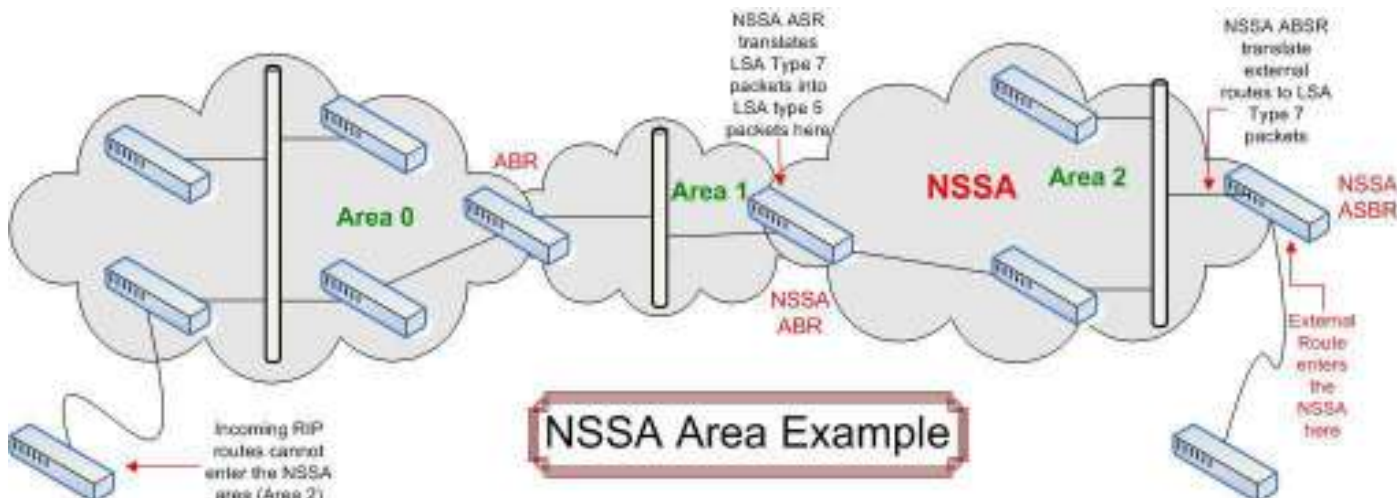 NSSA ASR
translates
LSA Type 7
packets into
LSA type 5
packets here
NSSA ABSR
translate
external
routes to LSA
Type 7
packets
ABR
Area 0
Area 1
NSSA
Area 2
NSSA
ASBR
NSSA
ABR
External
Route
enters
the
NSSA
here
Incoming RIP
routes cannot
enter the NSSA
area (Area 2)
NSSA Area Example